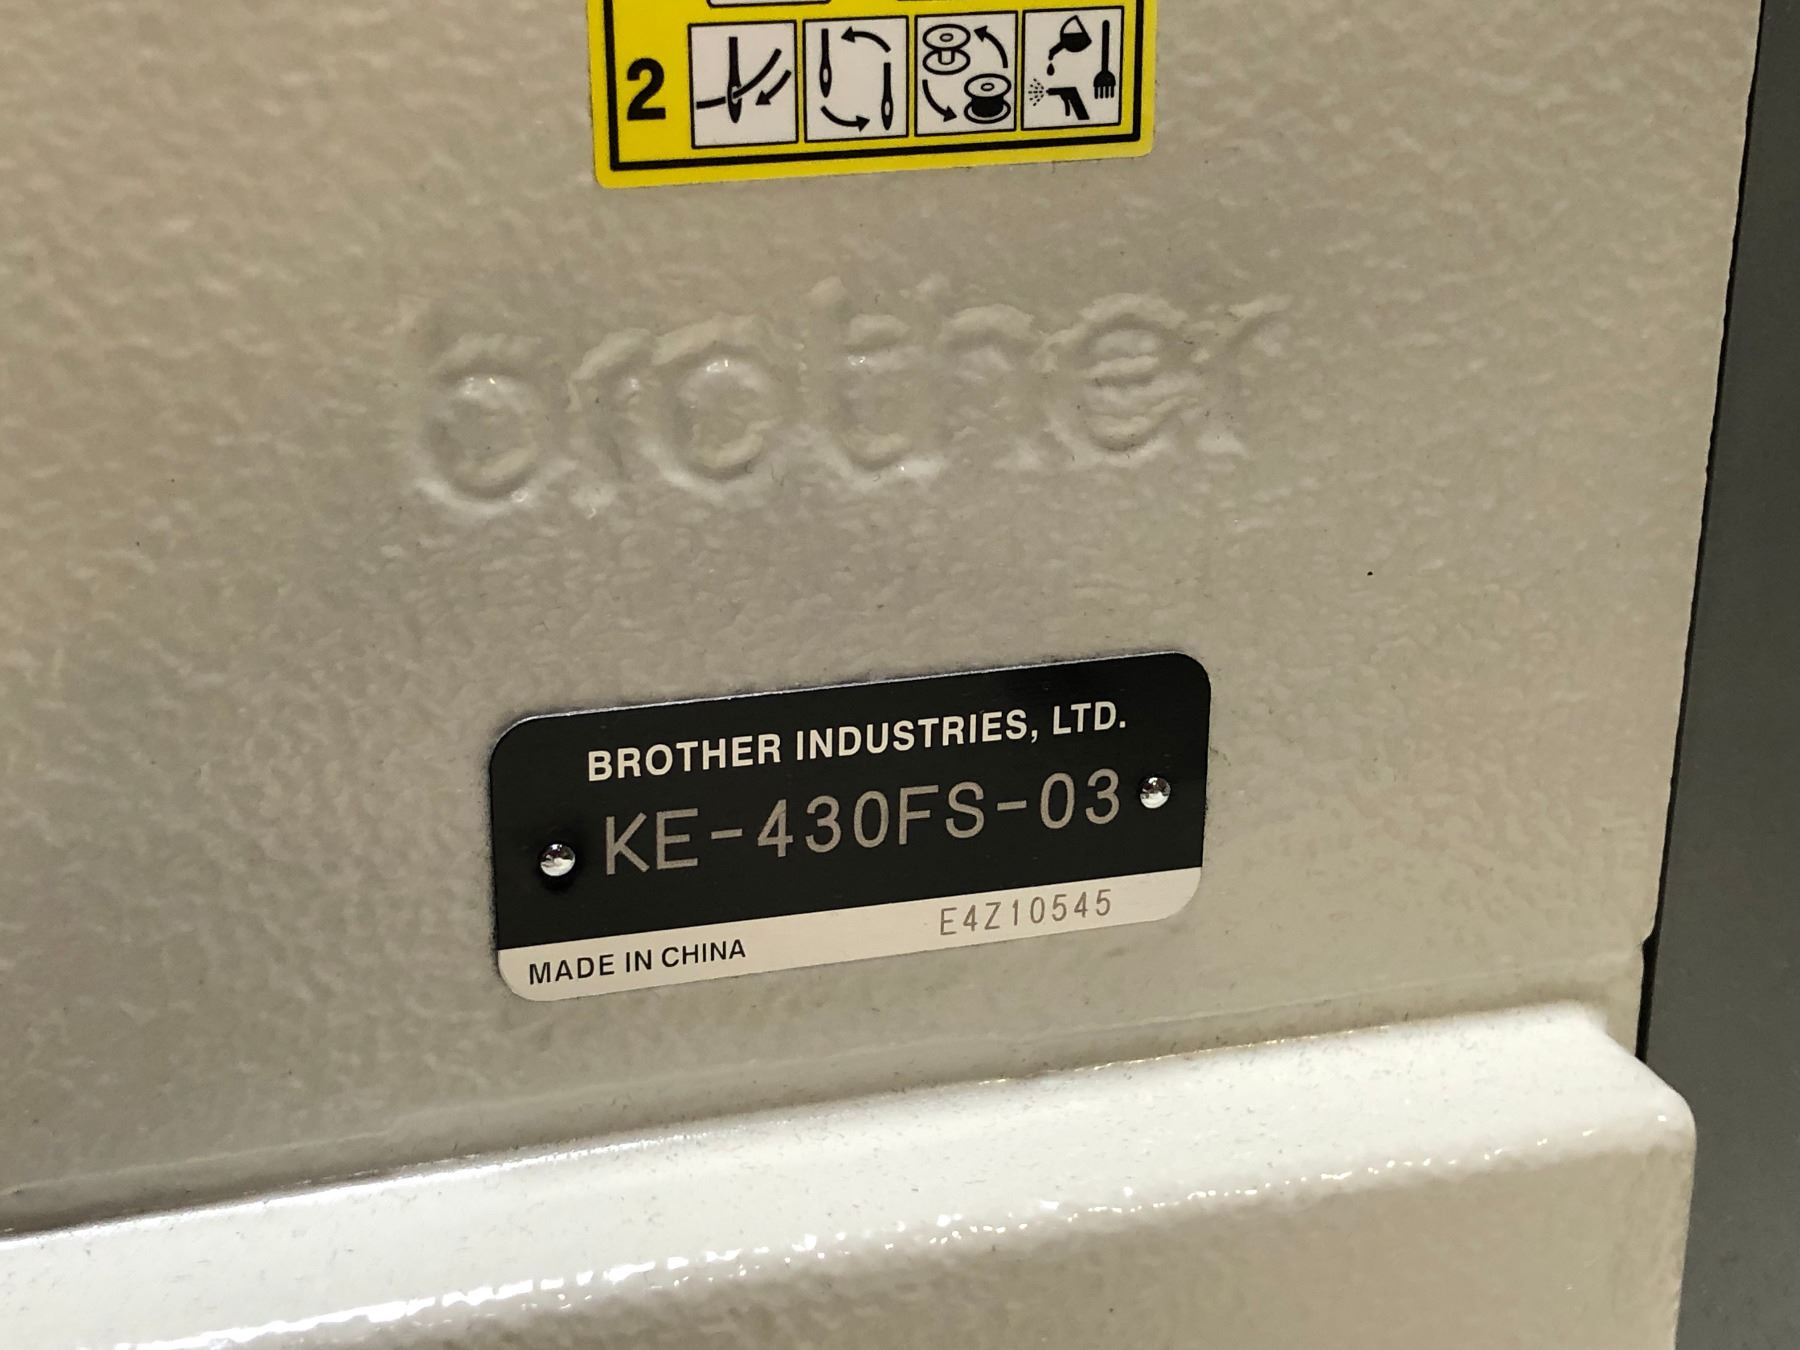 2
brother
BROTHER INDUSTRIES, LTD.
KE-430FS-03
E4Z10545
MADE IN CHINA